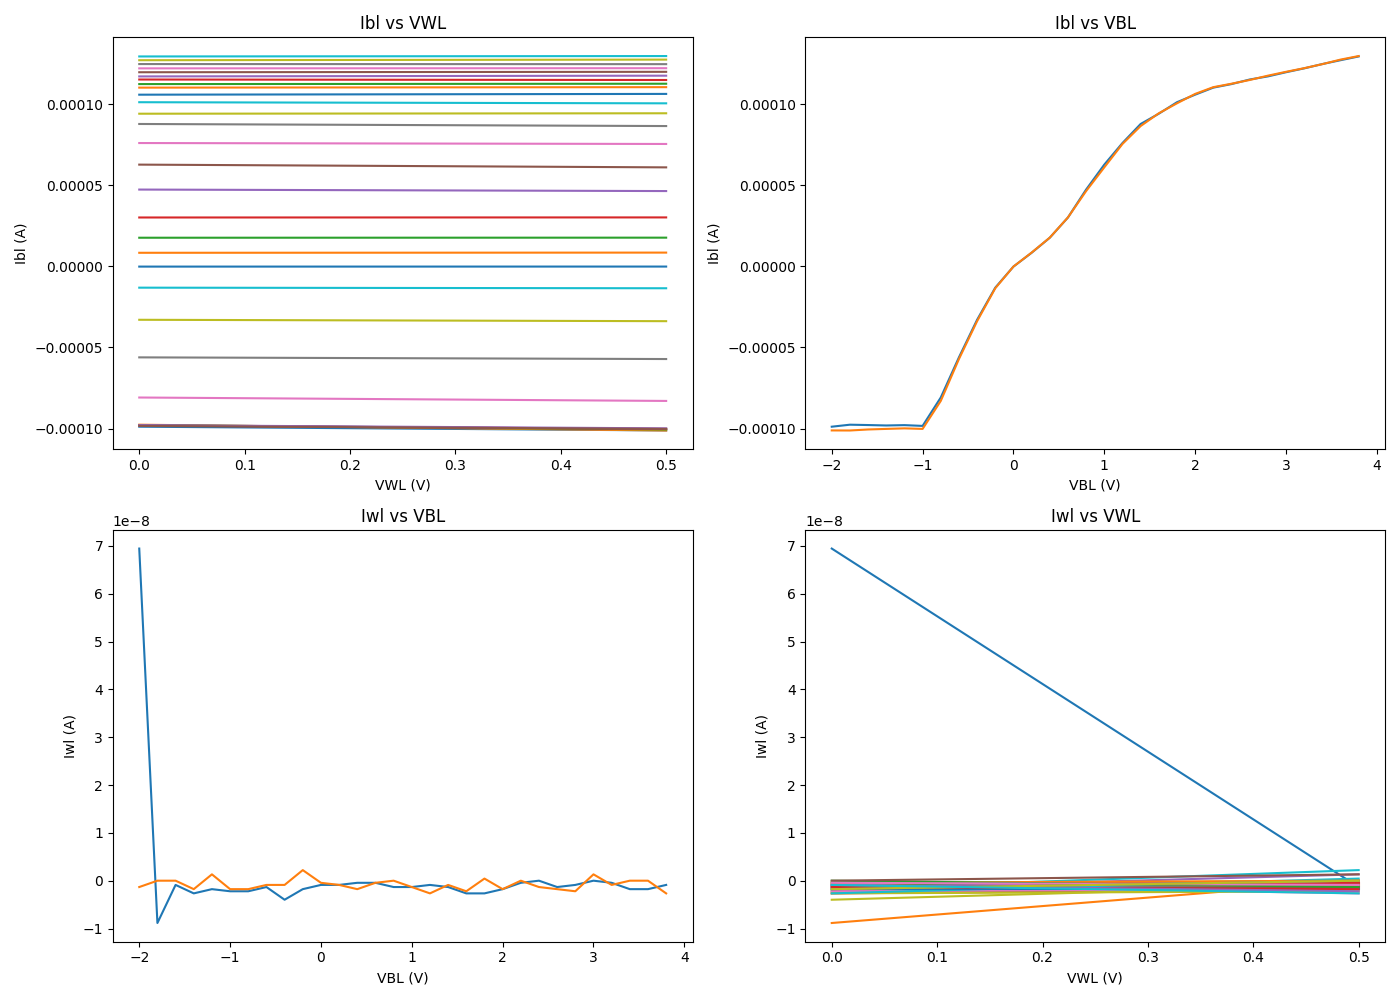 Ibl vs VWL
0.00010
0.00005
0.00000
−0.00005
−0.00010
Ibl (A)
0.0 0.1 0.2 0.3 0.4 0.5
VWL (V)
Ibl vs VBL
0.00010
0.00005
0.00000
−0.00005
−0.00010
Ibl (A)
−2 −1 0 1 2 3 4
VBL (V)
Iwl vs VBL
1e−8
7
6
5
4
3
2
1
0
−1
Iwl (A)
−2 −1 0 1 2 3 4
VBL (V)
Iwl vs VWL
1e−8
7
6
5
4
3
2
1
0
−1
Iwl (A)
0.0 0.1 0.2 0.3 0.4 0.5
VWL (V)